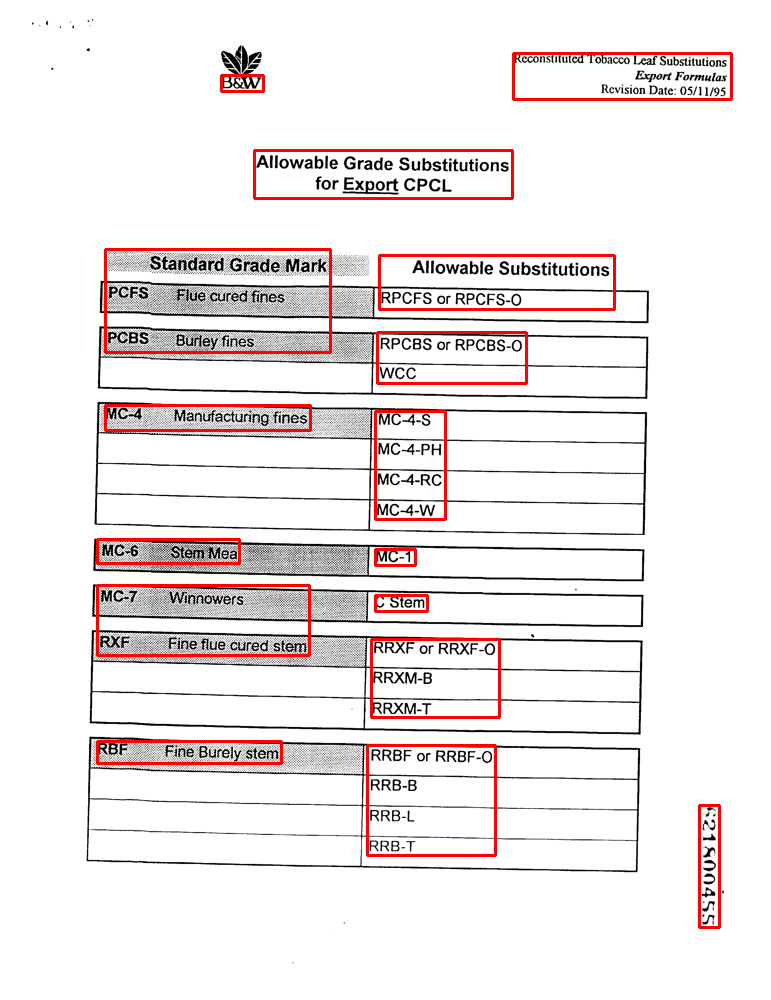 B&W
Reconstituted Tobacco Leaf Substitutions
Export Formulas
Revision Date: 05/11/95
Allowable Grade Substitutions
for Export CPCL
Standard Grade Mark Allowable Substitutions
PCFS Flue cured fines RPCFS or RPCFS-O
PCBS Burley fines RPCBS or RPCBS-O
WCC
MC-4 Manufacturing fines MC-4-S
MC-4-PH
MC-4-RC
MC-4-W
MC-6 Stem Meal MC-1
MC-7 Winnowers C Stem
RXF Fine flue cured stem RRXF or RRXF-O
RRXM-B
RRXM-T
RBF Fine Burely stem RRBF or RRBF-O
RRB-B
RRB-L
RRB-T
621800455